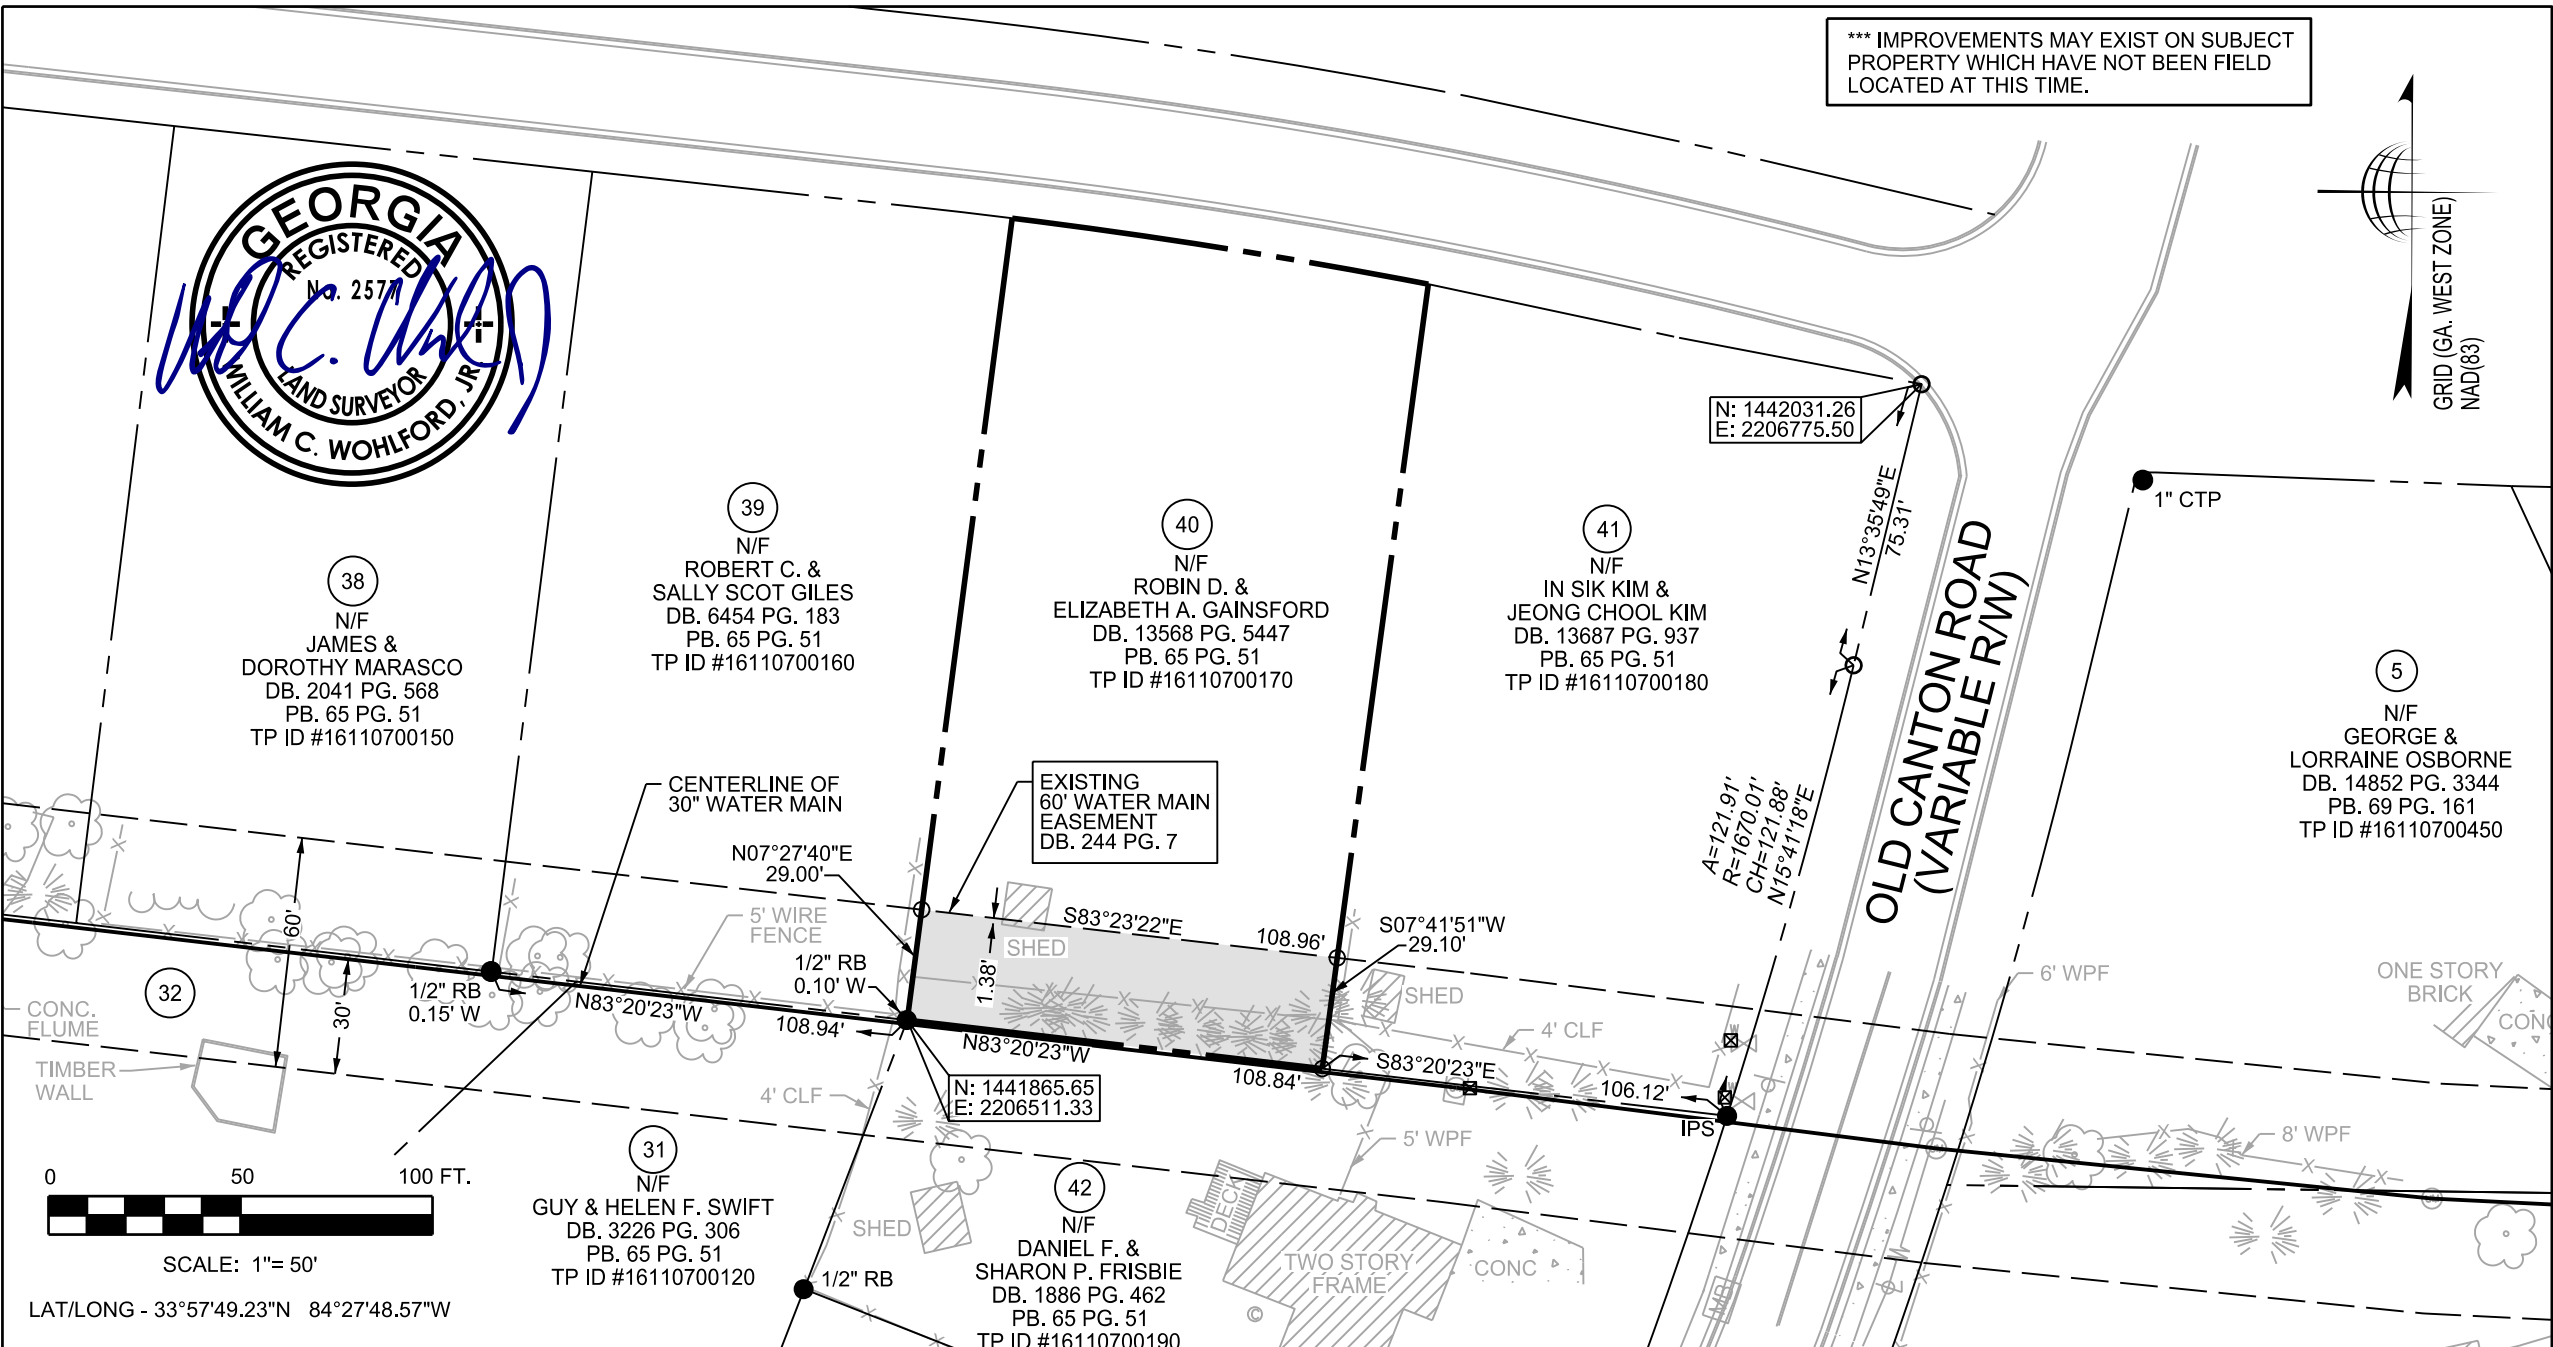 *** IMPROVEMENTS MAY EXIST ON SUBJECT
PROPERTY WHICH HAVE NOT BEEN FIELD
LOCATED AT THIS TIME.
GRID (GA. WEST ZONE)
NAD(83)
GEORGIA
REGISTERED
NO. 2577
LAND SURVEYOR
WILLIAM C. WOHLFORD, JR.
N: 1442031.26
E: 2206775.50
N13°35'49"E
75.31'
1" CTP
38
N/F
JAMES &
DOROTHY MARASCO
DB. 2041 PG. 568
PB. 65 PG. 51
TP ID #16110700150
39
N/F
ROBERT C. &
SALLY SCOT GILES
DB. 6454 PG. 183
PB. 65 PG. 51
TP ID #16110700160
40
N/F
ROBIN D. &
ELIZABETH A. GAINSFORD
DB. 13568 PG. 5447
PB. 65 PG. 51
TP ID #16110700170
41
N/F
IN SIK KIM &
JEONG CHOOL KIM
DB. 13687 PG. 937
PB. 65 PG. 51
TP ID #16110700180
OLD CANTON ROAD
(VARIABLE R/W)
5
N/F
GEORGE &
LORRAINE OSBORNE
DB. 14852 PG. 3344
PB. 69 PG. 161
TP ID #16110700450
CENTERLINE OF
30" WATER MAIN
EXISTING
60' WATER MAIN
EASEMENT
DB. 244 PG. 7
A=121.91'
R=1670.01'
CH=121.88'
N15°41'18"E
N07°27'40"E
29.00'
5' WIRE
FENCE
1/2" RB
0.10' W
SHED
1.38'
S83°23'22"E
108.96'
S07°41'51"W
29.10'
SHED
60'
30'
32
CONC.
FLUME
TIMBER
WALL
1/2" RB
0.15' W
N83°20'23"W
108.94'
N83°20'23"W
108.84'
S83°20'23"E
106.12'
4' CLF
6' WPF
ONE STORY
BRICK
CONC
N: 1441865.65
E: 2206511.33
4' CLF
5' WPF
IPS
8' WPF
0 50 100 FT.
SCALE: 1"= 50'
LAT/LONG - 33°57'49.23"N 84°27'48.57"W
31
N/F
GUY & HELEN F. SWIFT
DB. 3226 PG. 306
PB. 65 PG. 51
TP ID #16110700120
SHED
1/2" RB
42
N/F
DANIEL F. &
SHARON P. FRISBIE
DB. 1886 PG. 462
PB. 65 PG. 51
TP ID #16110700190
DECK
TWO STORY
FRAME
CONC
C
MB